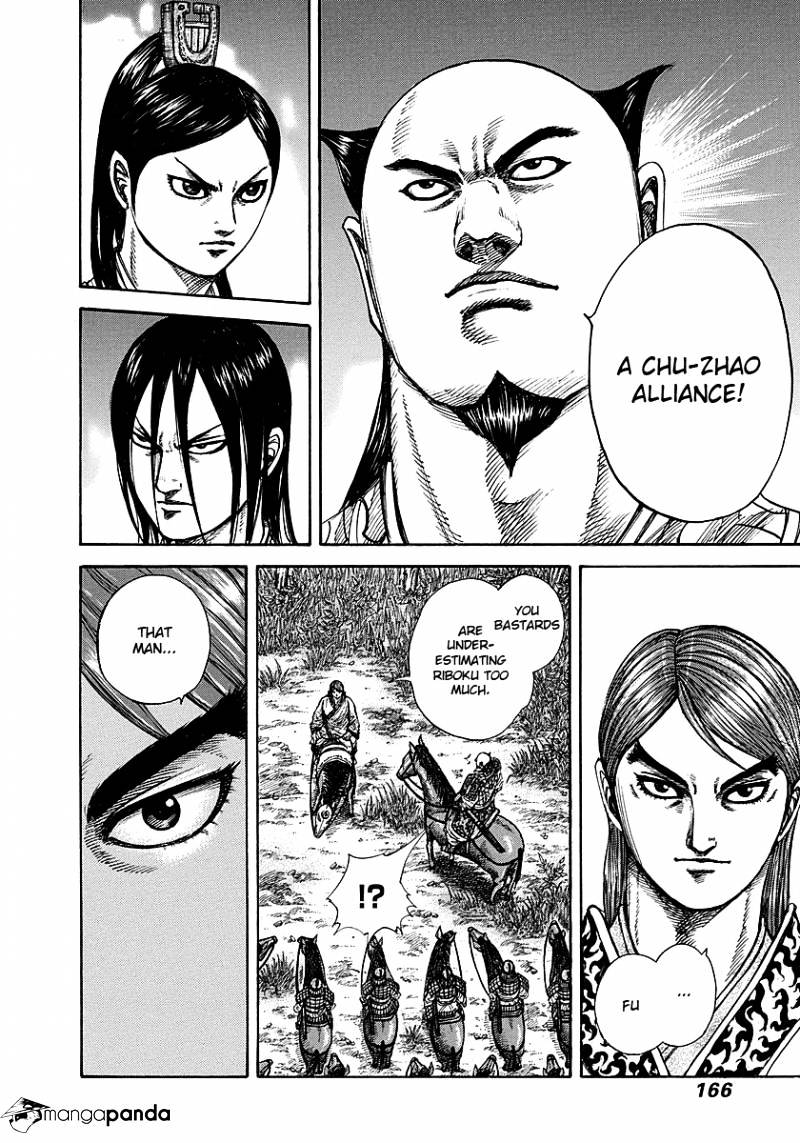 A CHU-ZHAO
ALLIANCE!
FU ...
YOU
BASTARDS
ARE
UNDER-
ESTIMATING
RIBOKU TOO
MUCH.
!?
THAT
MAN...
166
mangapanda